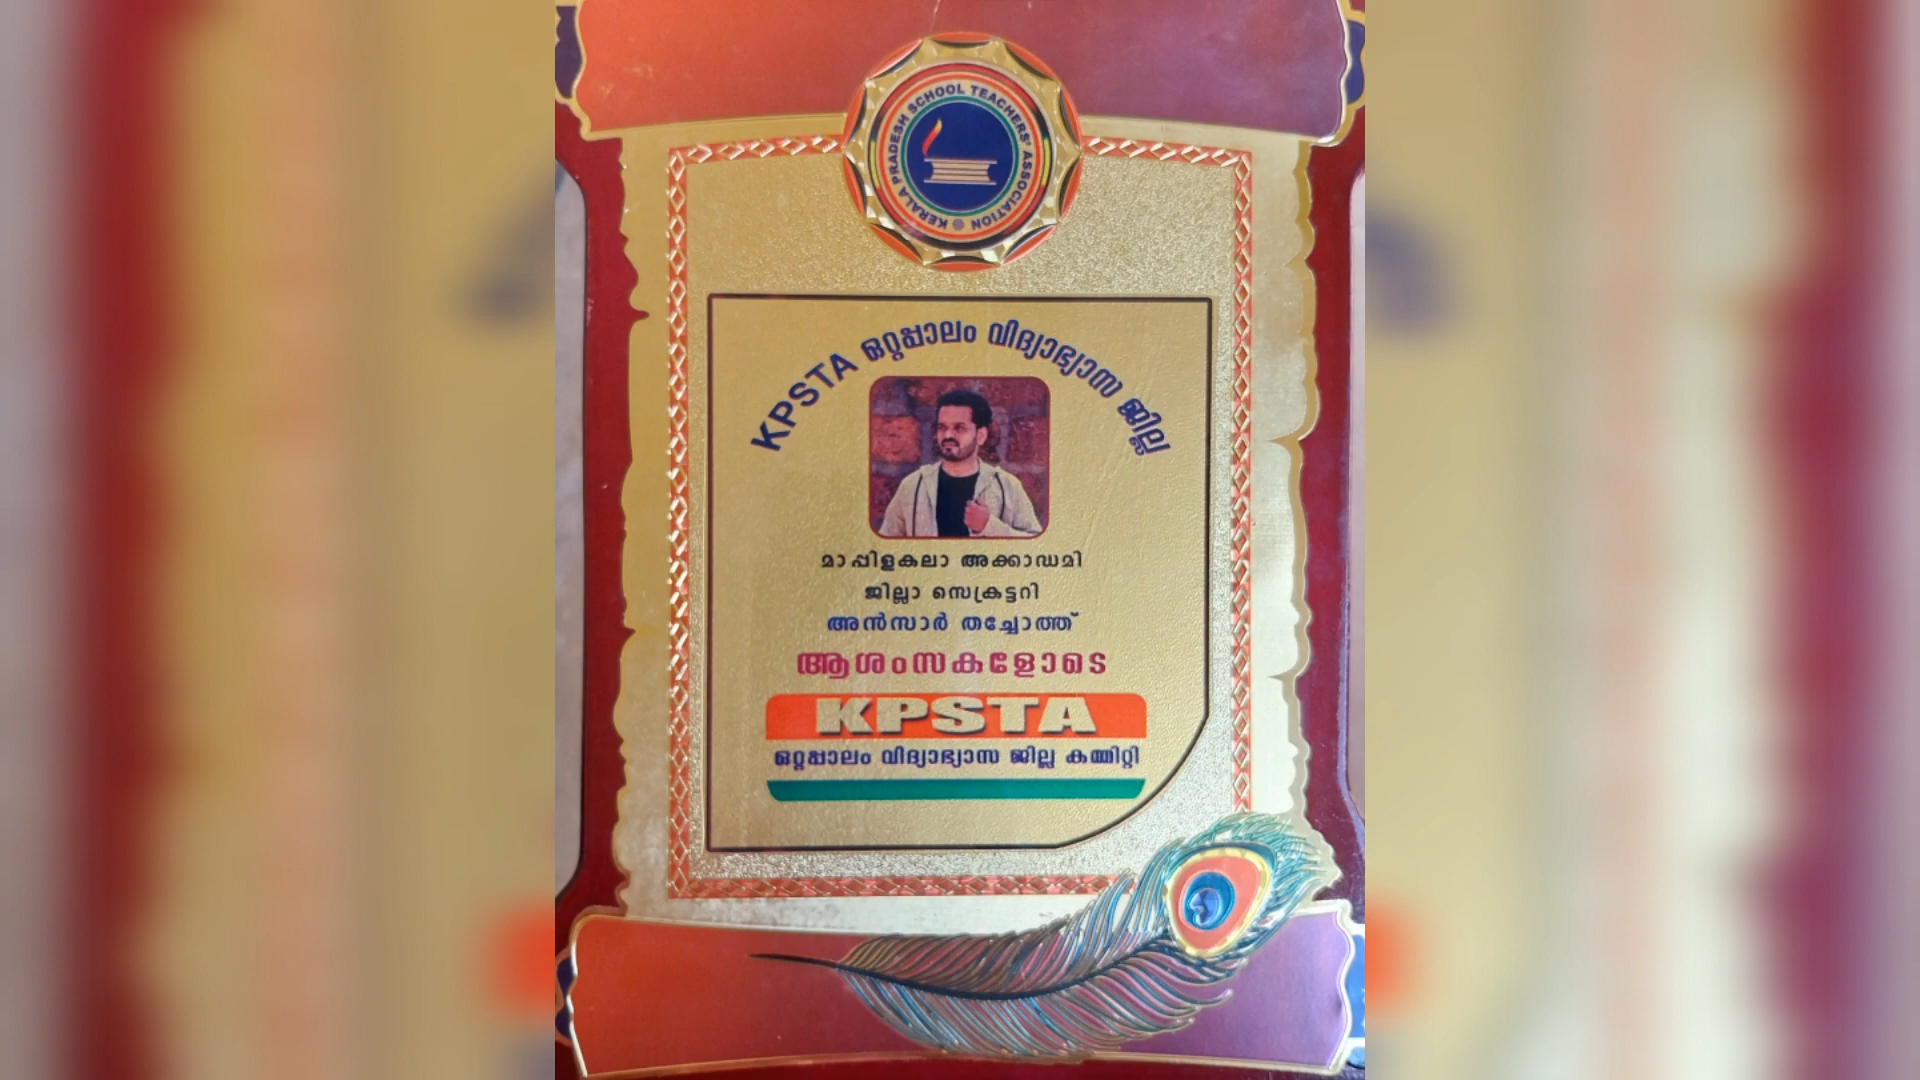 KERALA PRADESH SCHOOL TEACHERS' ASSOCIATION
KPSTA ഒറ്റപ്പാലം വിദ്യാഭ്യാസ ജില്ല
മാപ്പിളകലാ അക്കാഡമി
ജില്ലാ സെക്രട്ടറി
അൻസാർ തച്ചോത്ത്
ആശംസകളോടെ
KPSTA
ഒറ്റപ്പാലം വിദ്യാഭ്യാസ ജില്ല കമ്മിറ്റി